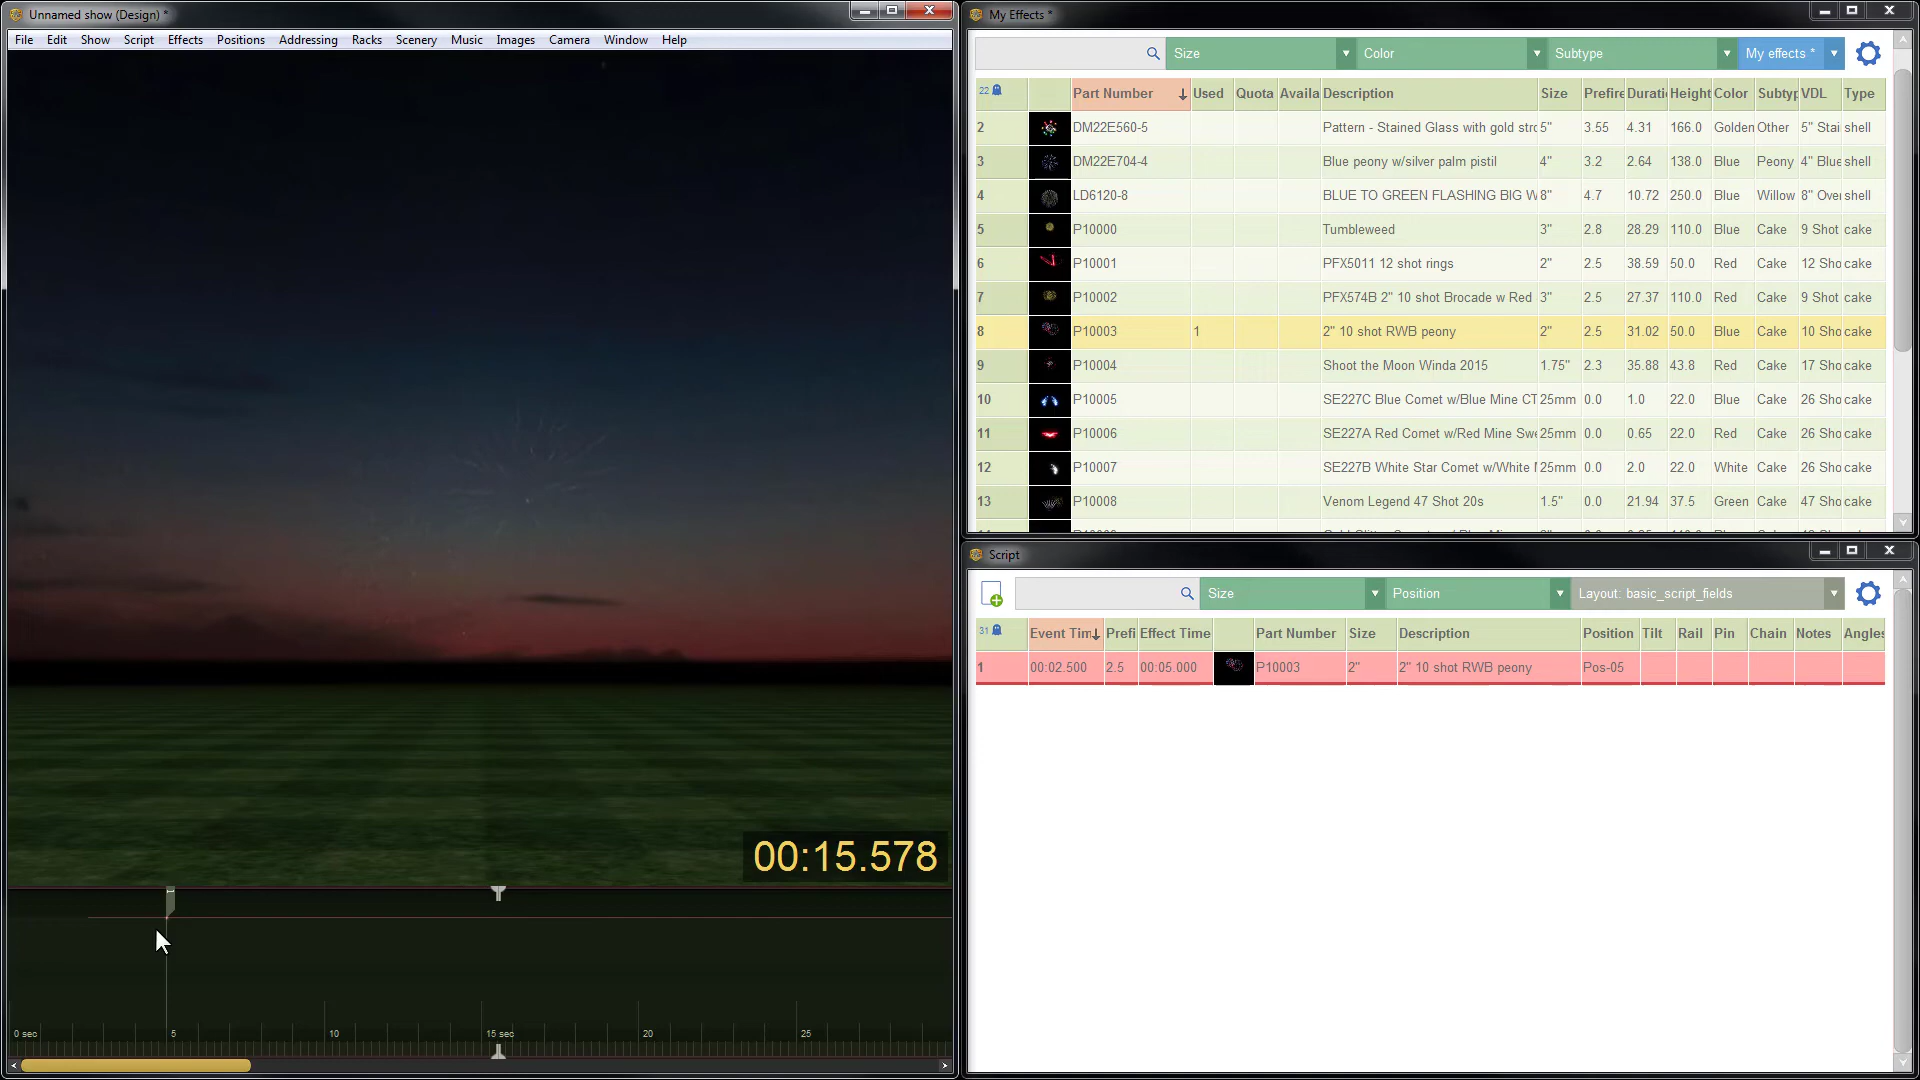 Unnamed show (Design) *
File Edit Show Script Effects Positions Addressing Racks Scenery Music Images Camera Window Help
00:15.578
0 sec 5 10 15 sec 20 25
My Effects *
Size Color Subtype My effects *
22 Part Number Used Quota Availa Description Size Prefire Durati Height Color Subtyp VDL Type
2 DM22E560-5 Pattern - Stained Glass with gold stro 5" 3.55 4.31 166.0 Golden Other 5" Stai shell
3 DM22E704-4 Blue peony w/silver palm pistil 4" 3.2 2.64 138.0 Blue Peony 4" Blue shell
4 LD6120-8 BLUE TO GREEN FLASHING BIG W 8" 4.7 10.72 250.0 Blue Willow 8" Over shell
5 P10000 Tumbleweed 3" 2.8 28.29 110.0 Blue Cake 9 Shot cake
6 P10001 PFX5011 12 shot rings 2" 2.5 38.59 50.0 Red Cake 12 Sho cake
7 P10002 PFX574B 2" 10 shot Brocade w Red 3" 2.5 27.37 110.0 Red Cake 9 Shot cake
8 P10003 1 2" 10 shot RWB peony 2" 2.5 31.02 50.0 Blue Cake 10 Sho cake
9 P10004 Shoot the Moon Winda 2015 1.75" 2.3 35.88 43.8 Red Cake 17 Sho cake
10 P10005 SE227C Blue Comet w/Blue Mine CT 25mm 0.0 1.0 22.0 Blue Cake 26 Sho cake
11 P10006 SE227A Red Comet w/Red Mine Swe 25mm 0.0 0.65 22.0 Red Cake 26 Sho cake
12 P10007 SE227B White Star Comet w/White 25mm 0.0 2.0 22.0 White Cake 26 Sho cake
13 P10008 Venom Legend 47 Shot 20s 1.5" 0.0 21.94 37.5 Green Cake 47 Sho cake
Script
Size Position Layout: basic_script_fields
31 Event Tim Prefi Effect Time Part Number Size Description Position Tilt Rail Pin Chain Notes Angles
1 00:02.500 2.5 00:05.000 P10003 2" 2" 10 shot RWB peony Pos-05